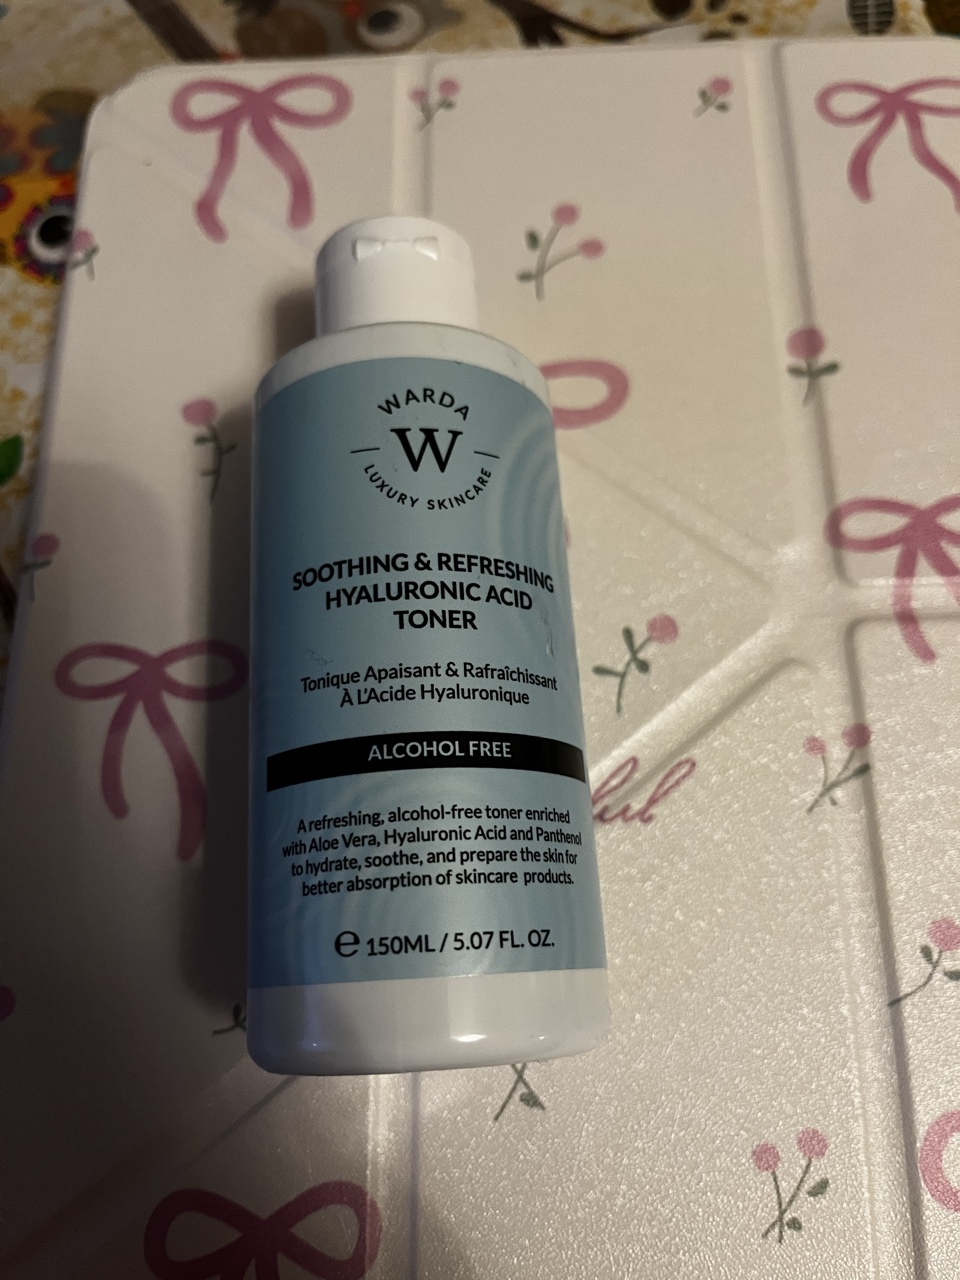 WARDA
W
LUXURY SKINCARE
SOOTHING & REFRESHING
HYALURONIC ACID
TONER
Tonique Apaisant & Rafraîchissant
À L'Acide Hyaluronique
ALCOHOL FREE
A refreshing, alcohol-free toner enriched
with Aloe Vera, Hyaluronic Acid and Panthenol
to hydrate, soothe, and prepare the skin for
better absorption of skincare products.
℮ 150ML / 5.07 FL. OZ.